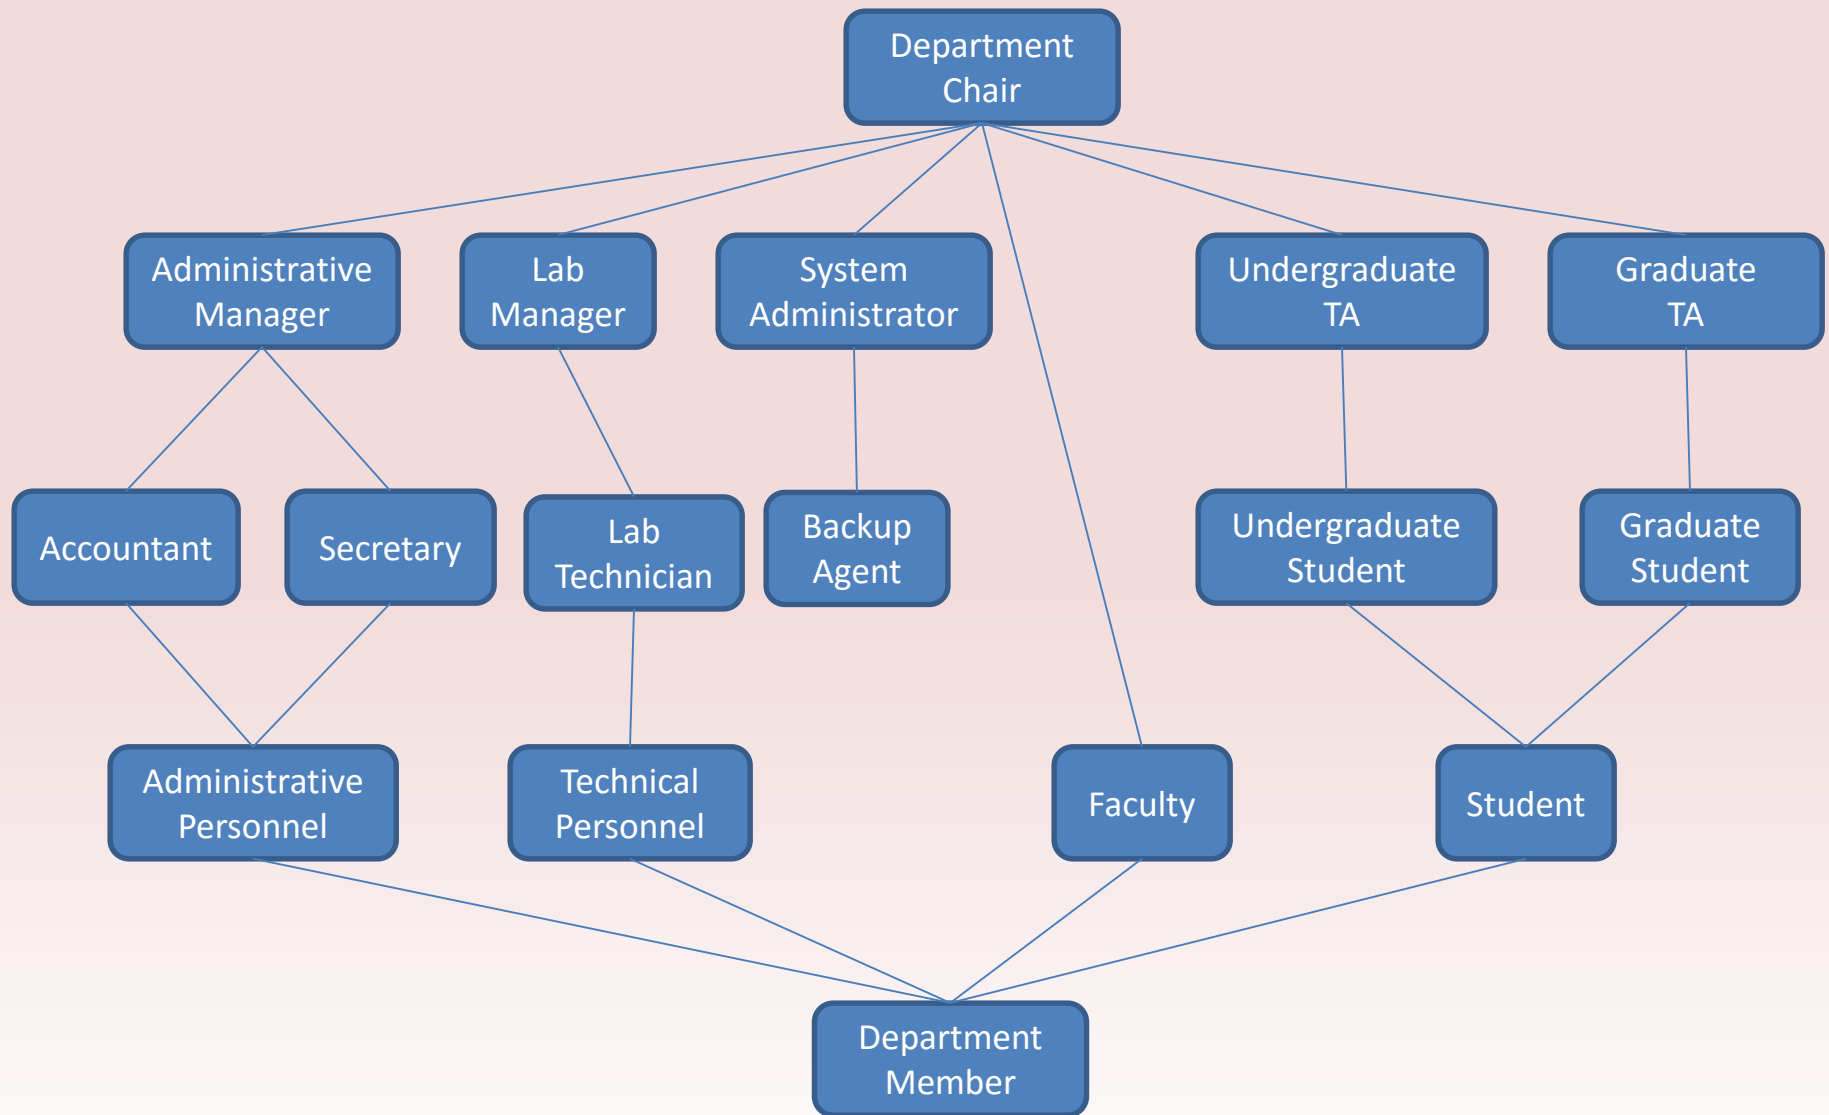 Department
Chair
Administrative
Manager
Lab
Manager
System
Administrator
Undergraduate
TA
Graduate
TA
Accountant
Secretary
Lab
Technician
Backup
Agent
Undergraduate
Student
Graduate
Student
Administrative
Personnel
Technical
Personnel
Faculty
Student
Department
Member